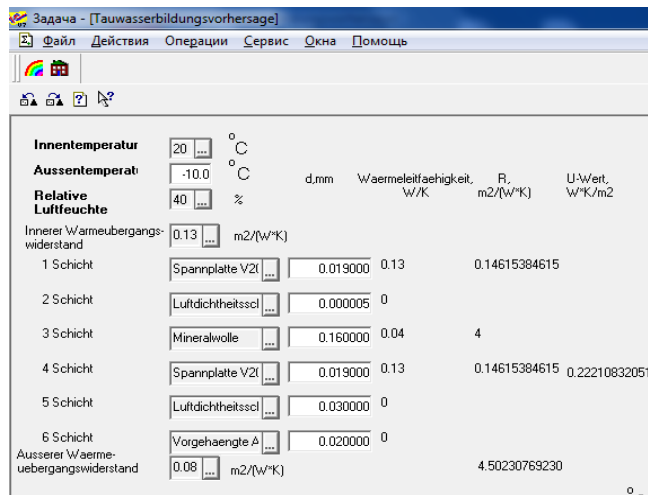 Задача - [Tauwasserbildungsvorhersage]
Файл Действия Операции Сервис Окна Помощь
Innentemperatur 20 ... °C
Aussentemperatı -10.0 °C d,mm Waermeleitfaehigkeit, W/K R, m2/(W*K) U-Wert, W*K/m2
Relative Luftfeuchte 40 ... %
Innerer Warmeubergangs-widerstand 0.13 ... m2/(W*K)
1 Schicht Spannplatte V2( ... 0.019000 0.13 0.14615384615
2 Schicht Luftdichtheitsscl ... 0.000005 0
3 Schicht Mineralwolle ... 0.160000 0.04 4
4 Schicht Spannplatte V2( ... 0.019000 0.13 0.14615384615 0.22210832051
5 Schicht Luftdichtheitsscl ... 0.030000 0
6 Schicht Vorgehaengte A ... 0.020000 0
Ausserer Waerme-uebergangswiderstand 0.08 ... m2/(W*K) 4.50230769230